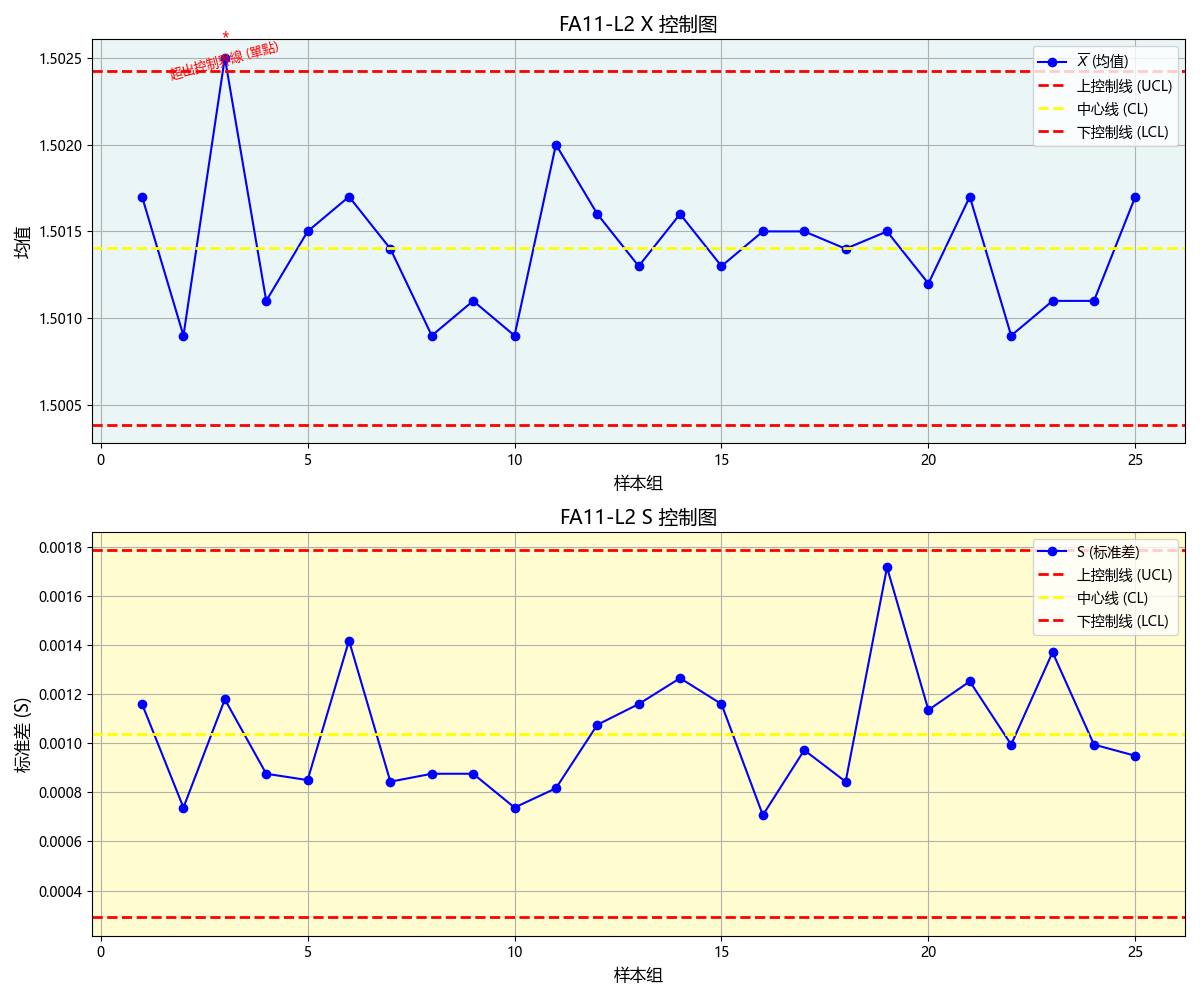 FA11-L2 X 控制图
*
超出控制界線 (單點)
X (均值)
上控制线 (UCL)
中心线 (CL)
下控制线 (LCL)
1.5025
1.5020
1.5015
1.5010
1.5005
均值
0 5 10 15 20 25
样本组
FA11-L2 S 控制图
S (标准差)
上控制线 (UCL)
中心线 (CL)
下控制线 (LCL)
0.0018
0.0016
0.0014
0.0012
0.0010
0.0008
0.0006
0.0004
标准差 (S)
0 5 10 15 20 25
样本组